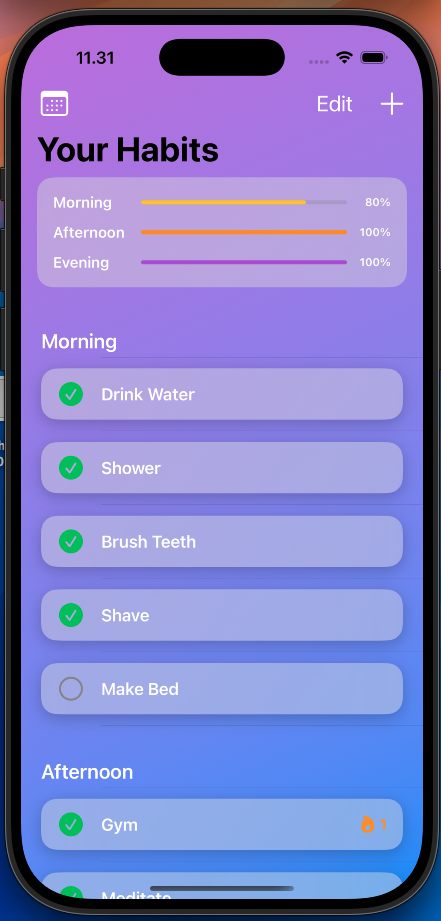 11.31
Edit
Your Habits
Morning 80%
Afternoon 100%
Evening 100%
Morning
Drink Water
Shower
Brush Teeth
Shave
Make Bed
Afternoon
Gym 1
Meditate